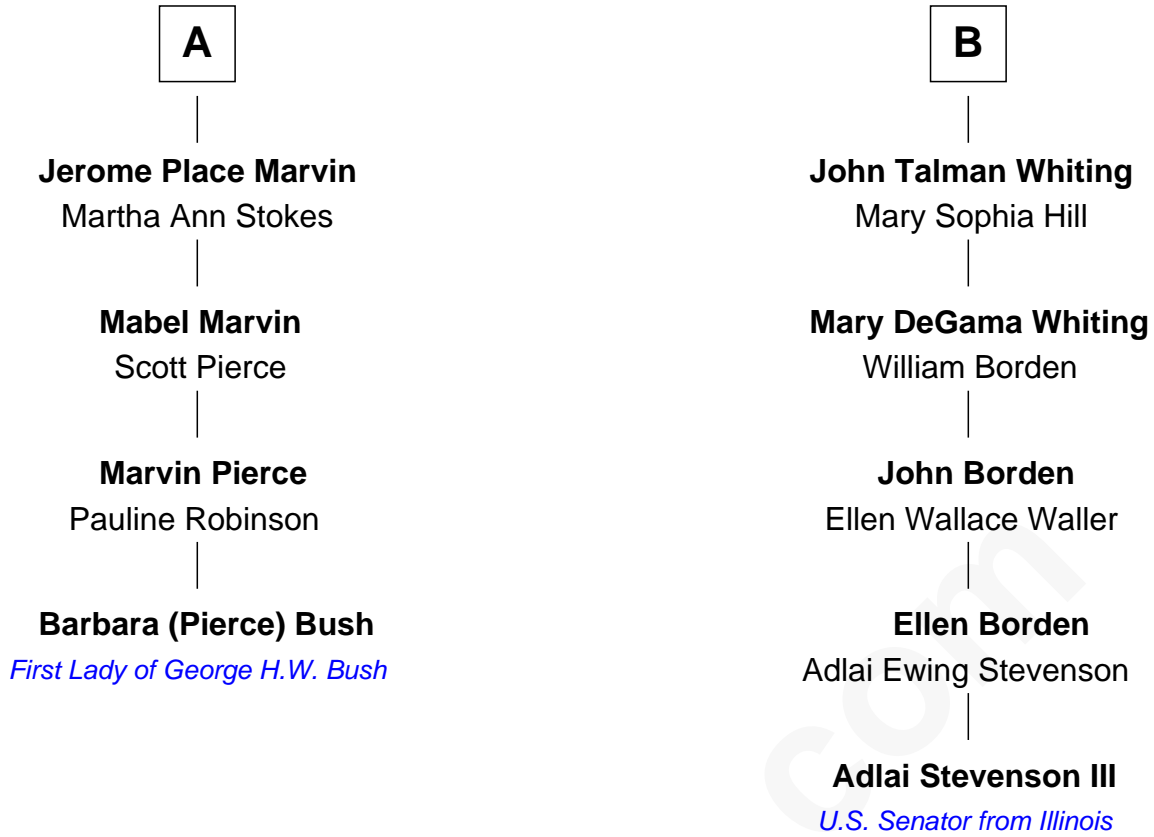 A
Jerome Place Marvin
Martha Ann Stokes
Mabel Marvin
Scott Pierce
Marvin Pierce
Pauline Robinson
Barbara (Pierce) Bush
First Lady of George H.W. Bush
B
John Talman Whiting
Mary Sophia Hill
Mary DeGama Whiting
William Borden
John Borden
Ellen Wallace Waller
Ellen Borden
Adlai Ewing Stevenson
Adlai Stevenson III
U.S. Senator from Illinois
com